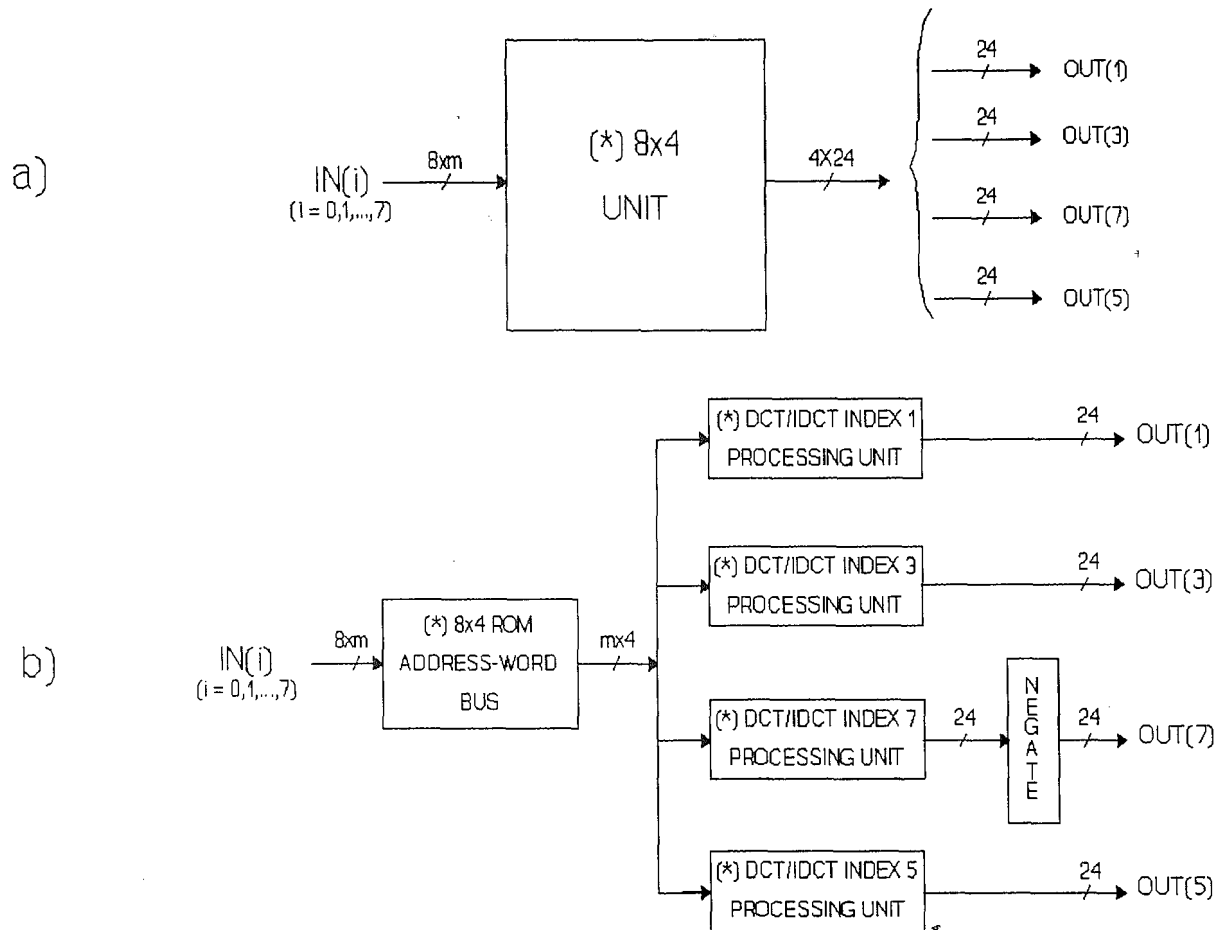 a)
IN(i)
(i = 0,1,...,7)
8xm
(*) 8x4
UNIT
4X24
24
OUT(1)
24
OUT(3)
24
OUT(7)
24
OUT(5)
b)
IN(i)
(i = 0,1,...,7)
8xm
(*) 8x4 ROM
ADDRESS-WORD
BUS
mx4
(*) DCT/IDCT INDEX 1
PROCESSING UNIT
24
OUT(1)
(*) DCT/IDCT INDEX 3
PROCESSING UNIT
24
OUT(3)
(*) DCT/IDCT INDEX 7
PROCESSING UNIT
24
NEGATE
24
OUT(7)
(*) DCT/IDCT INDEX 5
PROCESSING UNIT
24
OUT(5)